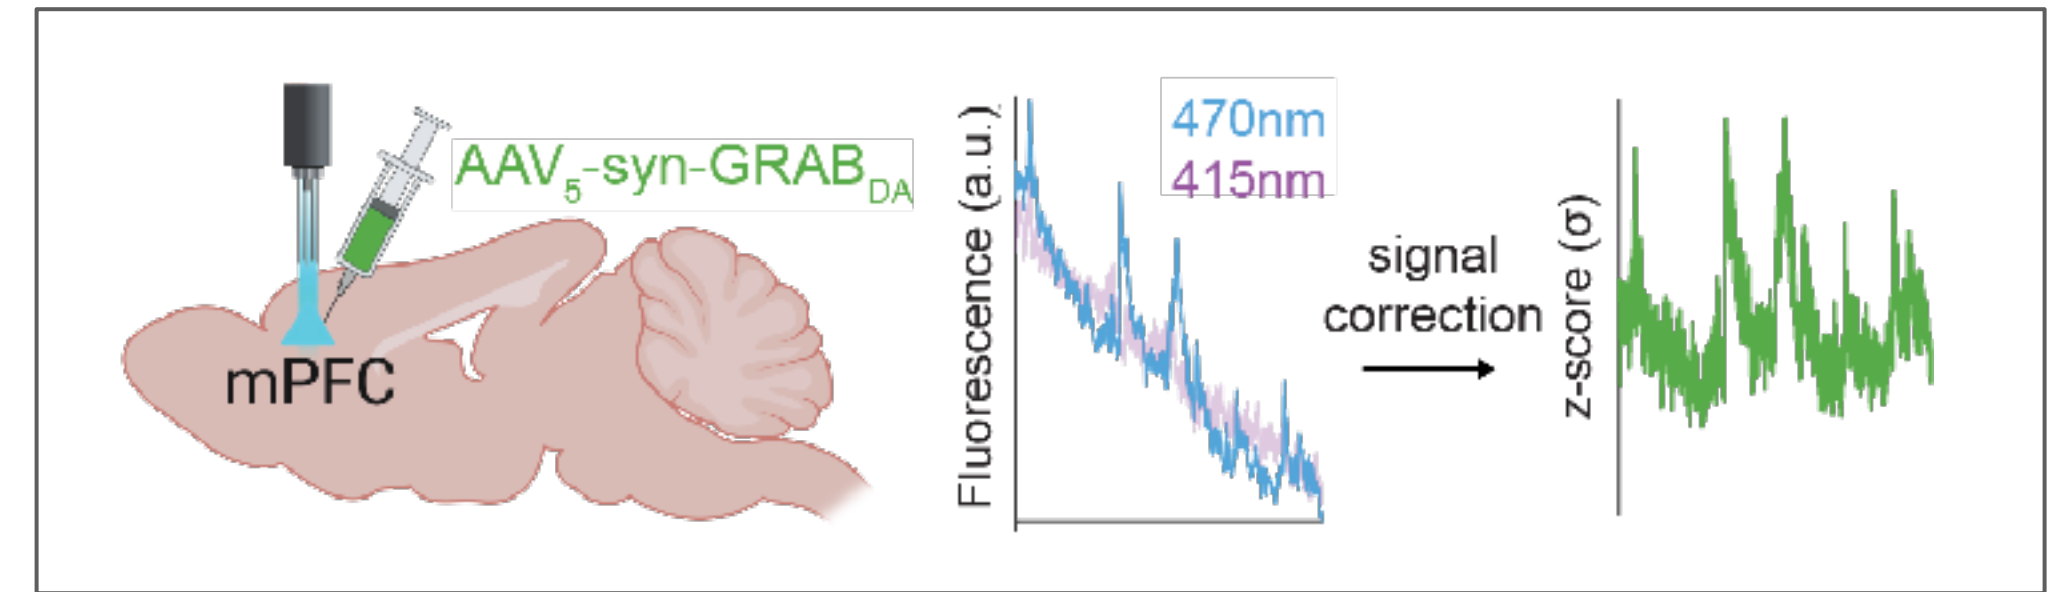 AAV5-syn-GRABDA
mPFC
Fluorescence (a.u.)
470nm
415nm
signal
correction
z-score (σ)